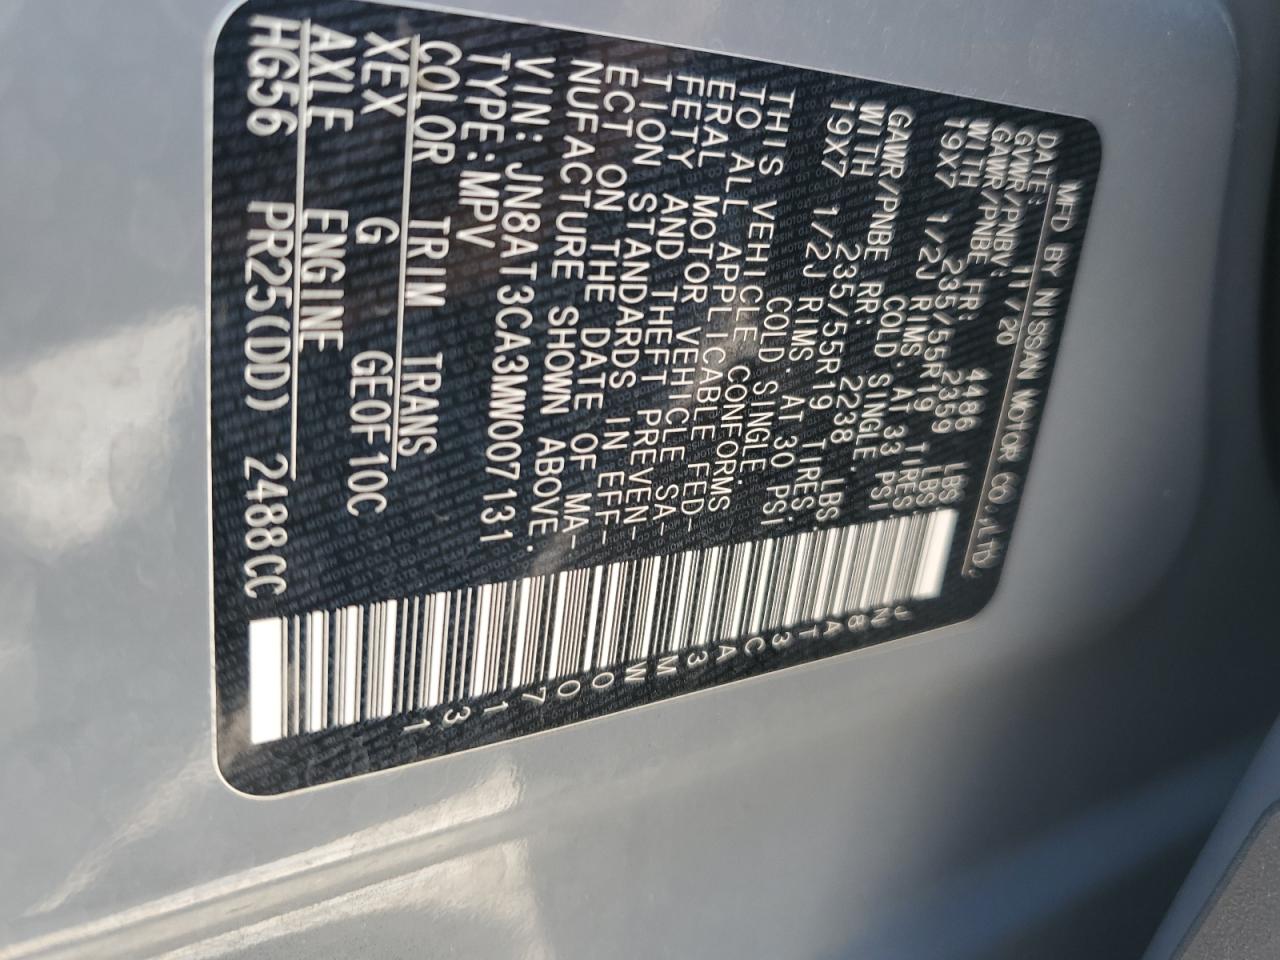 MFD BY NISSAN MOTOR CO.,LTD.
DATE: 11/20
GVWR/PNBV: 4486 LBS
GAWR/PNBE FR: 2359 LBS
WITH 235/55R19 TIRES
19X7 1/2J RIMS. AT 33 PSI
COLD. SINGLE.
GAWR/PNBE RR: 2238 LBS
WITH 235/55R19 TIRES.
19X7 1/2J RIMS. AT 30 PSI
COLD. SINGLE.
THIS VEHICLE CONFORMS
TO ALL APPLICABLE FED-
ERAL MOTOR VEHICLE SA-
FETY AND THEFT PREVEN-
TION STANDARDS IN EFF-
ECT ON THE DATE OF MA-
NUFACTURE SHOWN ABOVE.
VIN: JN8AT3CA3MW007131
TYPE:MPV
COLOR TRIM TRANS
XEX G GE0F10C
AXLE ENGINE
HG56 PR25(DD) 2488CC
JN8AT3CA3MW007131